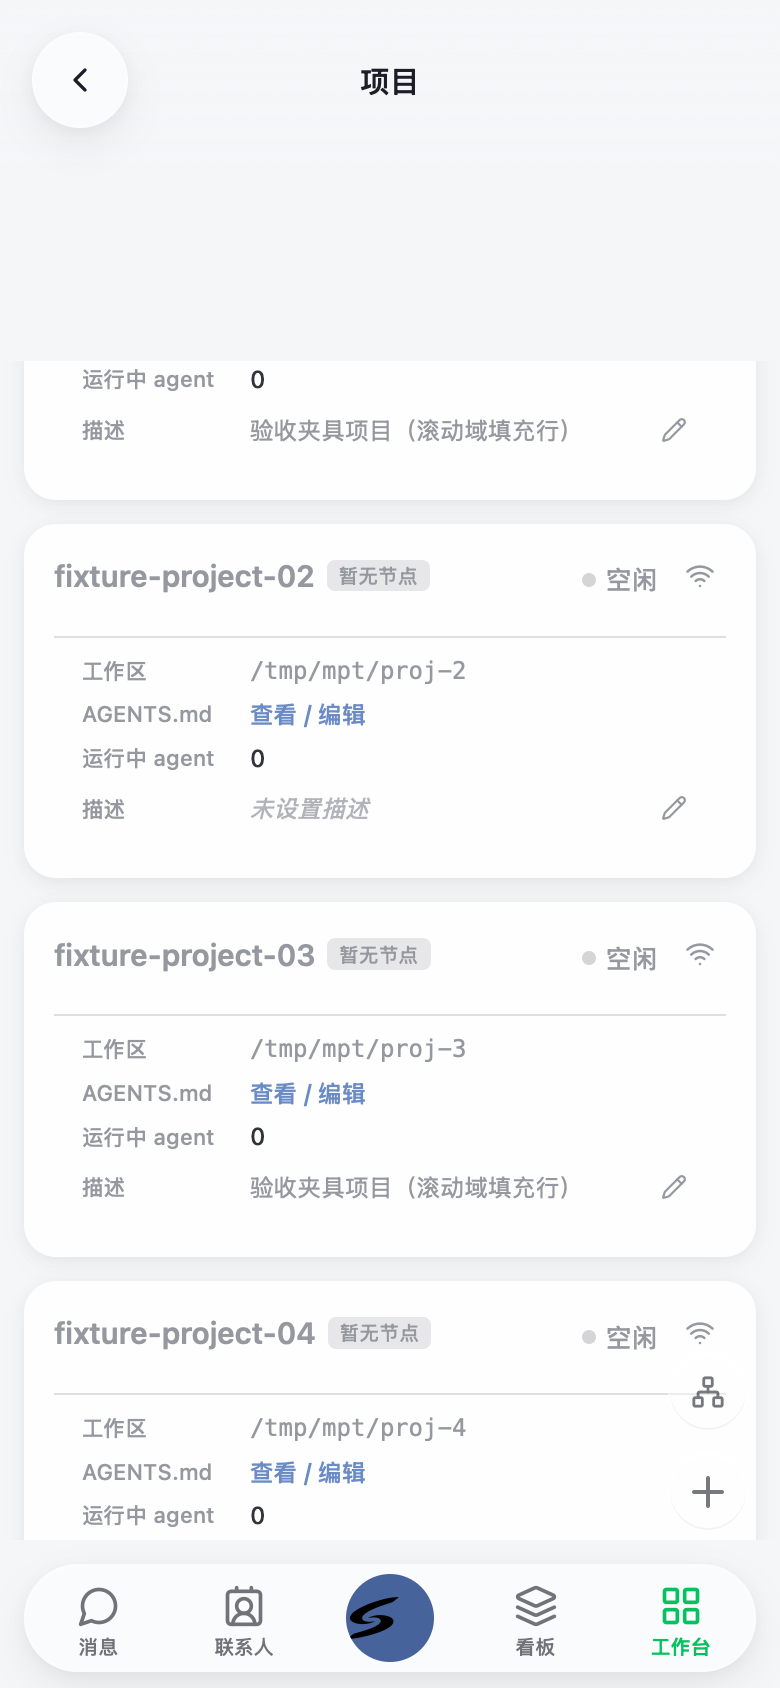 项目
运行中 agent 0
描述 验收夹具项目（滚动域填充行）
fixture-project-02 暂无节点 空闲
工作区 /tmp/mpt/proj-2
AGENTS.md 查看 / 编辑
运行中 agent 0
描述 未设置描述
fixture-project-03 暂无节点 空闲
工作区 /tmp/mpt/proj-3
AGENTS.md 查看 / 编辑
运行中 agent 0
描述 验收夹具项目（滚动域填充行）
fixture-project-04 暂无节点 空闲
工作区 /tmp/mpt/proj-4
AGENTS.md 查看 / 编辑
运行中 agent 0
消息 联系人 看板 工作台